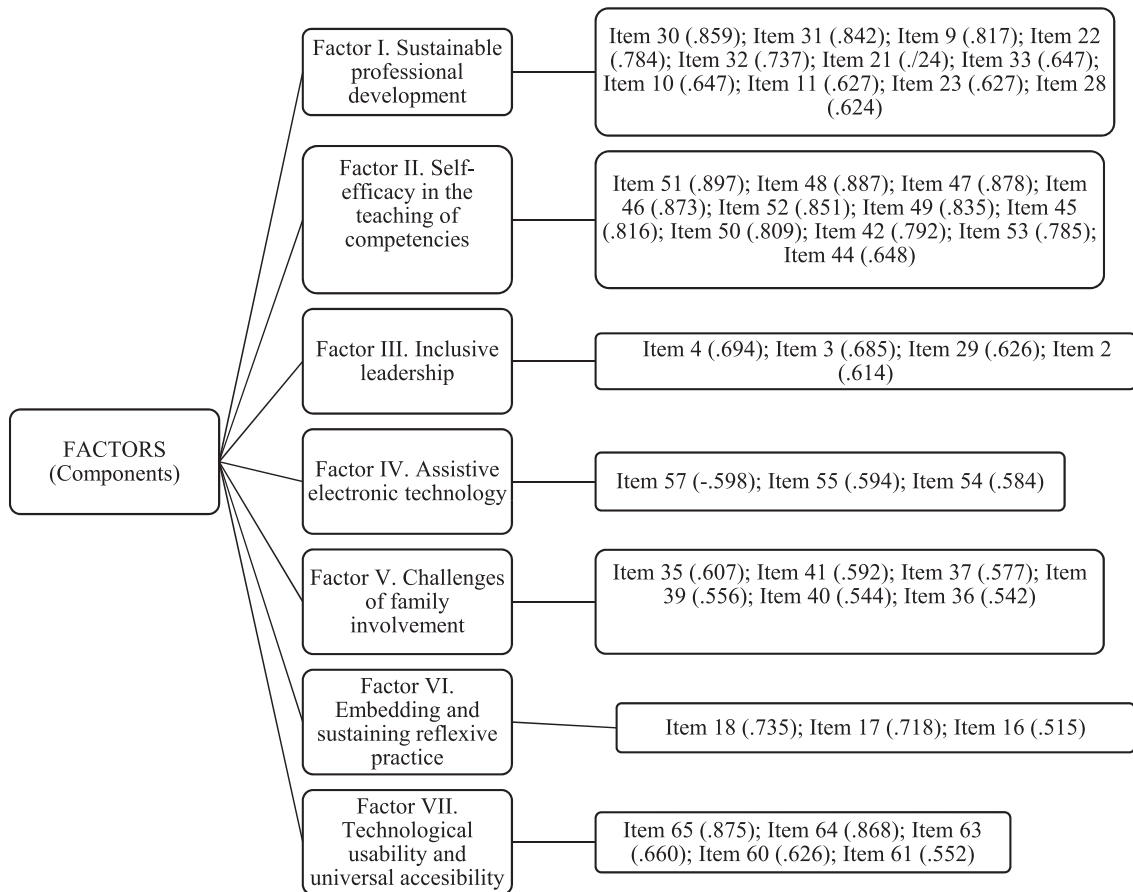 Factor I. Sustainable
professional
development
Item 30 (.859); Item 31 (.842); Item 9 (.817); Item 22
(.784); Item 32 (.737); Item 21 (./24); Item 33 (.647);
Item 10 (.647); Item 11 (.627); Item 23 (.627); Item 28
(.624)
Factor II. Self-
efficacy in the
teaching of
competencies
Item 51 (.897); Item 48 (.887); Item 47 (.878); Item
46 (.873); Item 52 (.851); Item 49 (.835); Item 45
(.816); Item 50 (.809); Item 42 (.792); Item 53 (.785);
Item 44 (.648)
Factor III. Inclusive
leadership
Item 4 (.694); Item 3 (.685); Item 29 (.626); Item 2
(.614)
FACTORS
(Components)
Factor IV. Assistive
electronic technology
Item 57 (-.598); Item 55 (.594); Item 54 (.584)
Factor V. Challenges
of family
involvement
Item 35 (.607); Item 41 (.592); Item 37 (.577); Item
39 (.556); Item 40 (.544); Item 36 (.542)
Factor VI.
Embedding and
sustaining reflexive
practice
Item 18 (.735); Item 17 (.718); Item 16 (.515)
Factor VII.
Technological
usability and
universal accesibility
Item 65 (.875); Item 64 (.868); Item 63
(.660); Item 60 (.626); Item 61 (.552)